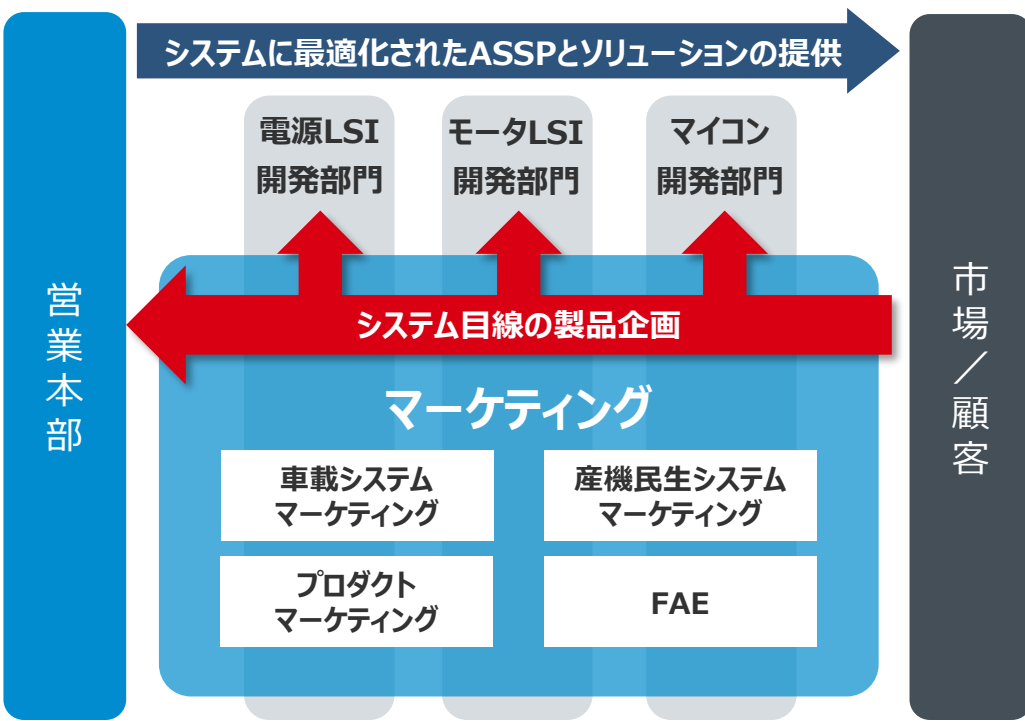 システムに最適化されたASSPとソリューションの提供
電源LSI
開発部門
モータLSI
開発部門
マイコン
開発部門
営業本部
システム目線の製品企画
市場／顧客
マーケティング
車載システム
マーケティング
産機民生システム
マーケティング
プロダクト
マーケティング
FAE